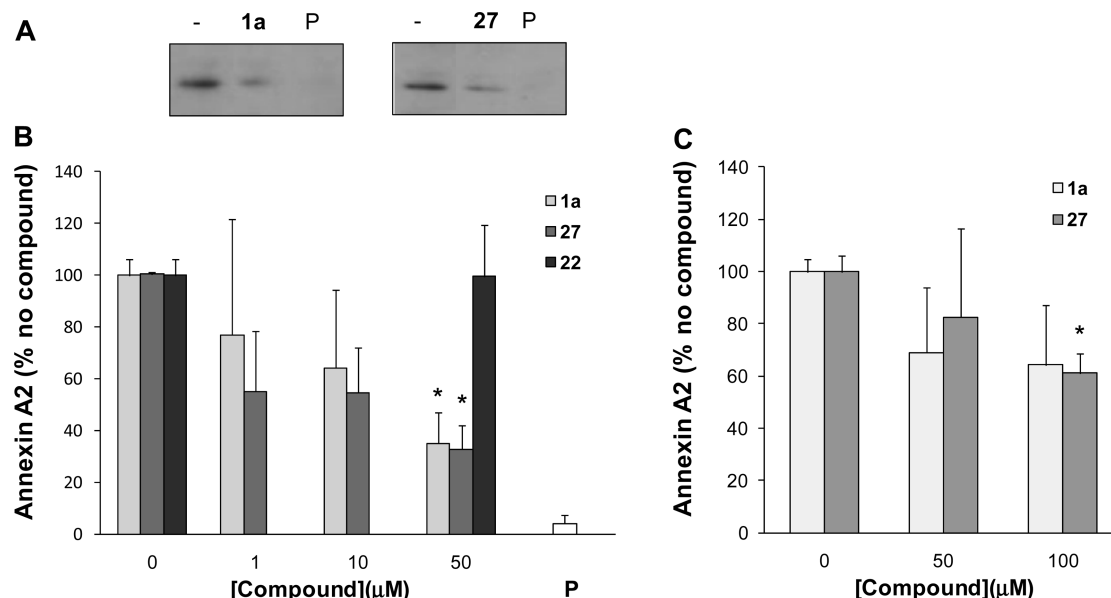 A
- 1a P
- 27 P
B
Annexin A2 (% no compound)
140
120
100
80
60
40
20
0
1a
27
22
* *
0 1 10 50
[Compound](µM) P
C
Annexin A2 (% no compound)
140
120
100
80
60
40
20
0
1a
27
*
0 50 100
[Compound](µM)